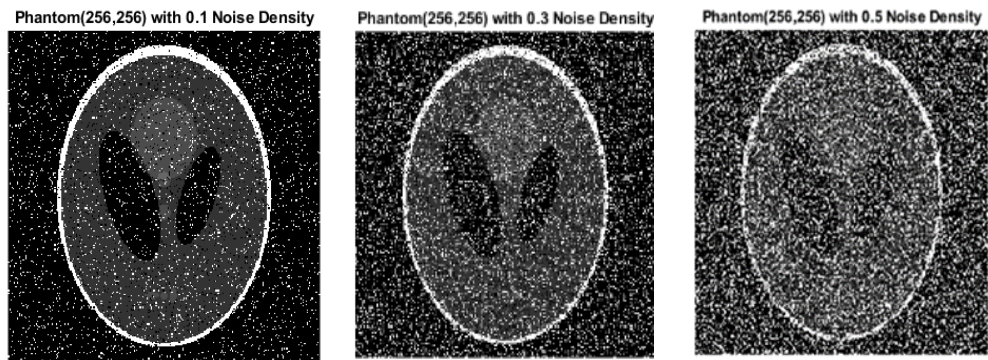 Phantom(256,256) with 0.1 Noise Density
Phantom(256,256) with 0.3 Noise Density
Phantom(256,256) with 0.5 Noise Density